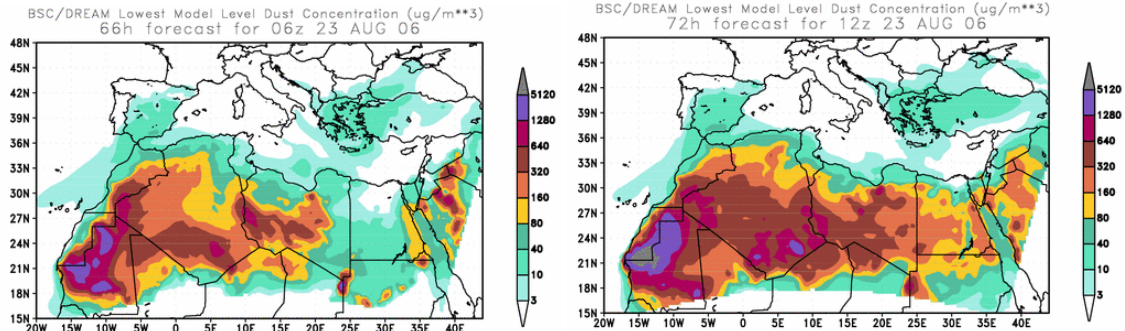 BSC/DREAM Lowest Model Level Dust Concentration (ug/m**3)
66h forecast for 06z 23 AUG 06
48N
45N
42N
39N
36N
33N
30N
27N
24N
21N
18N
15N
20W 15W 10W 5W 0 5E 10E 15E 20E 25E 30E 35E 40E
5120
1280
640
320
160
80
40
10
3
BSC/DREAM Lowest Model Level Dust Concentration (ug/m**3)
72h forecast for 12z 23 AUG 06
48N
45N
42N
39N
36N
33N
30N
27N
24N
21N
18N
15N
20W 15W 10W 5W 0 5E 10E 15E 20E 25E 30E 35E 40E
5120
1280
640
320
160
80
40
10
3